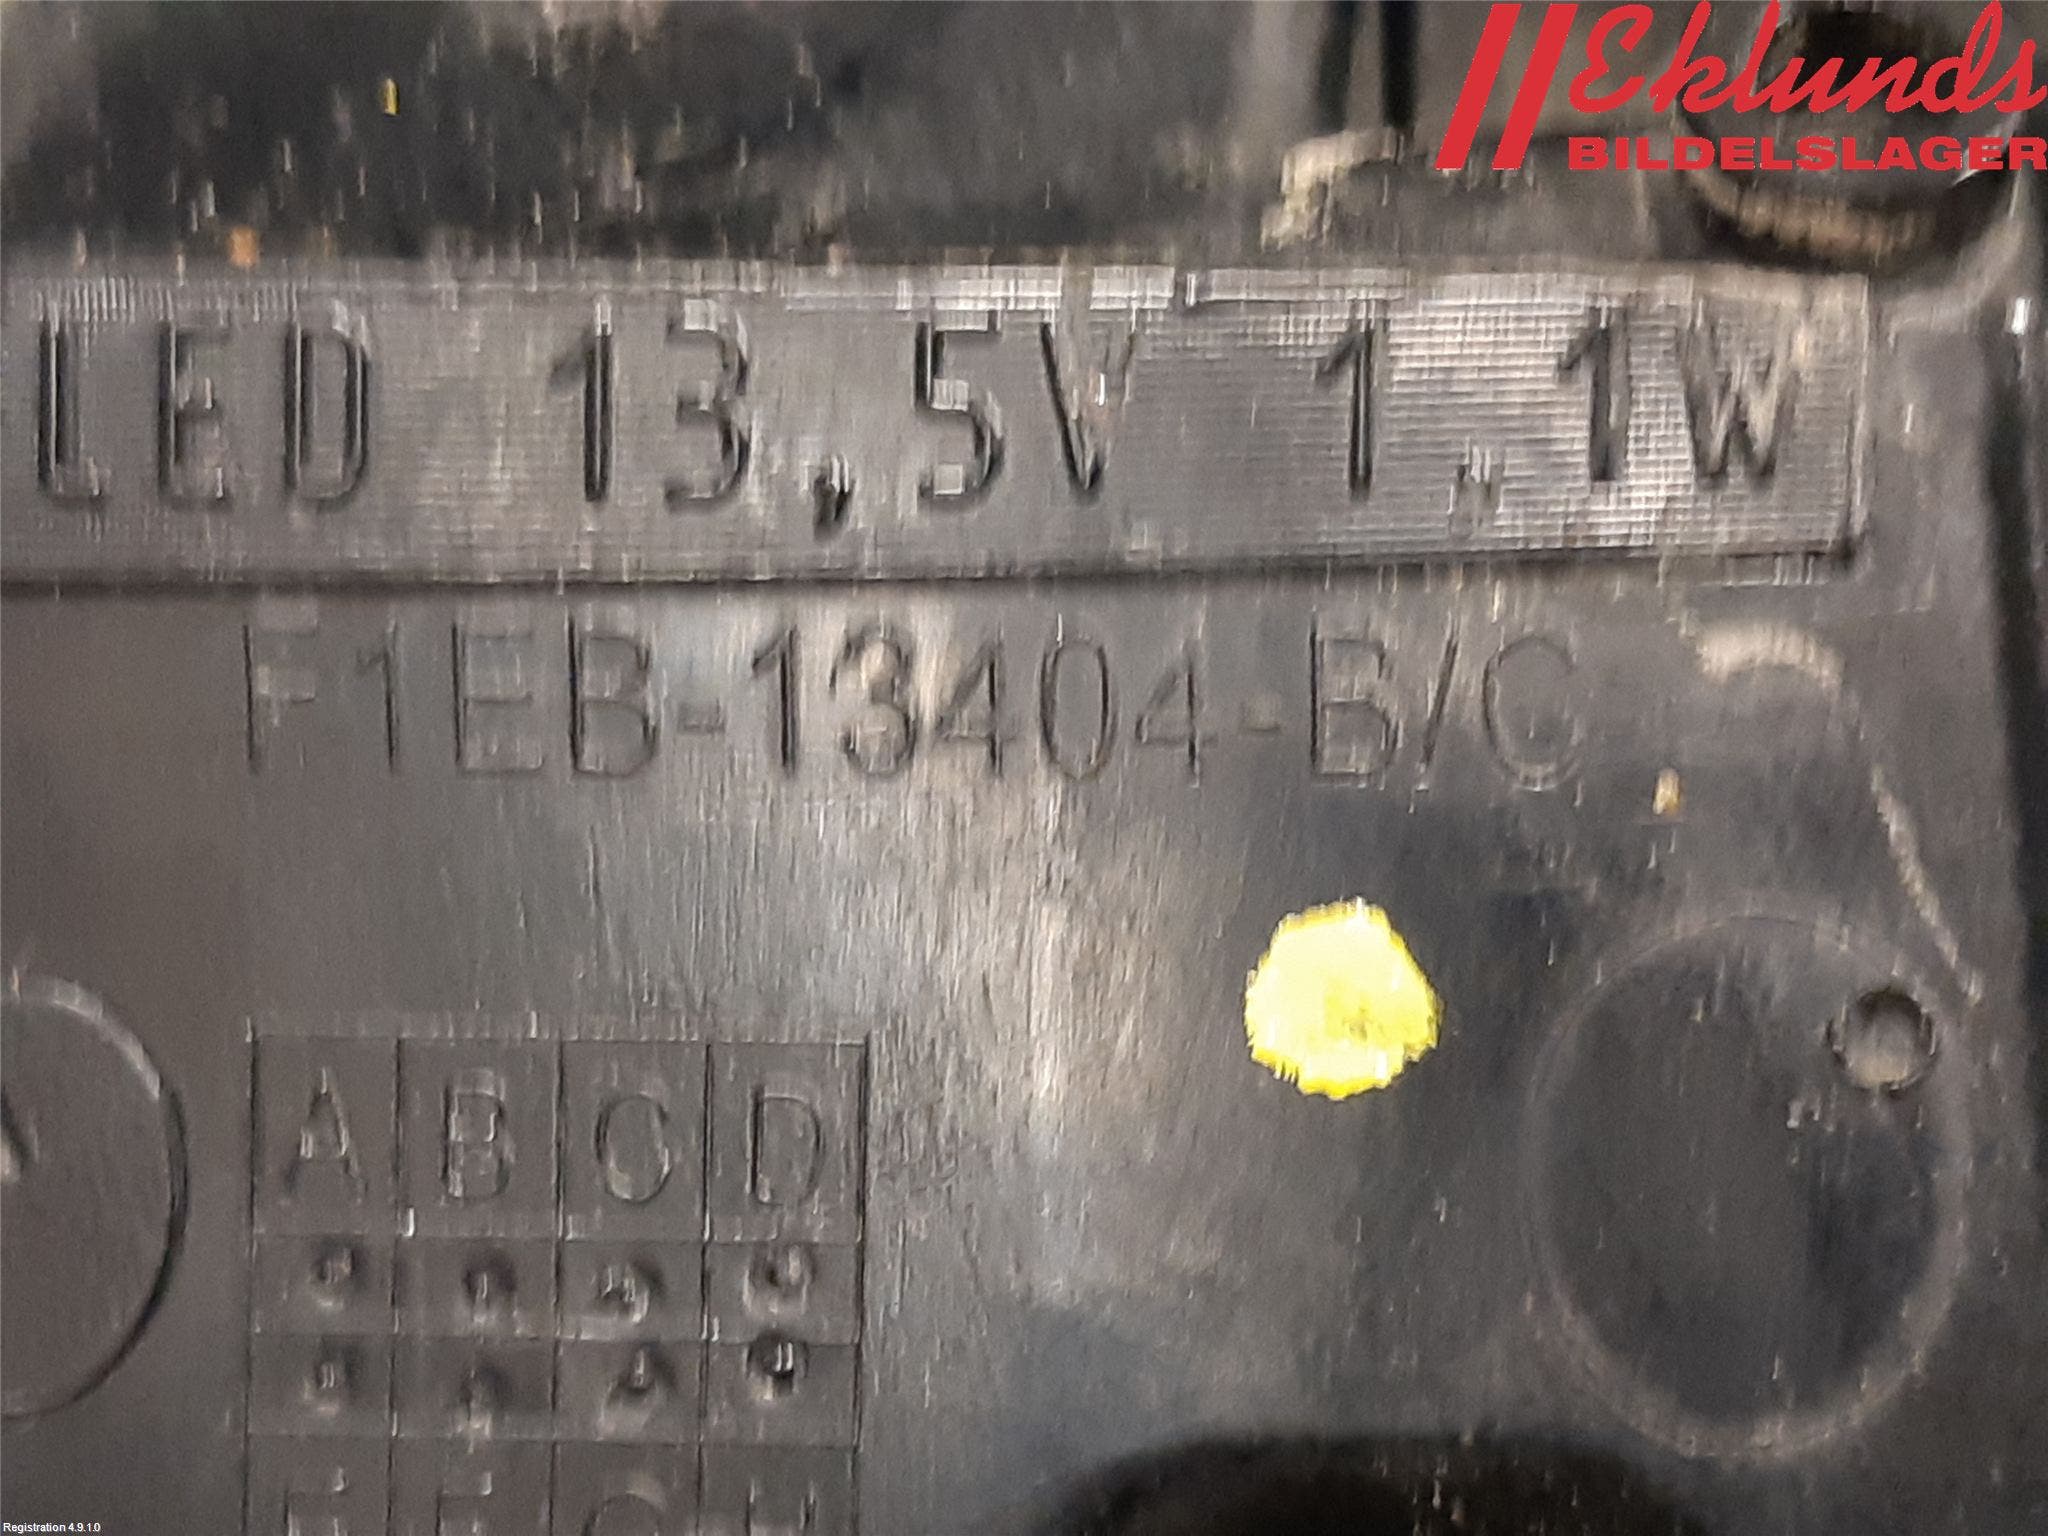 Eklunds
BILDELSLAGER
LED 13,5V 1,1W
F1EB-13404-B/C
A B C D
Registration 4.9.1.0